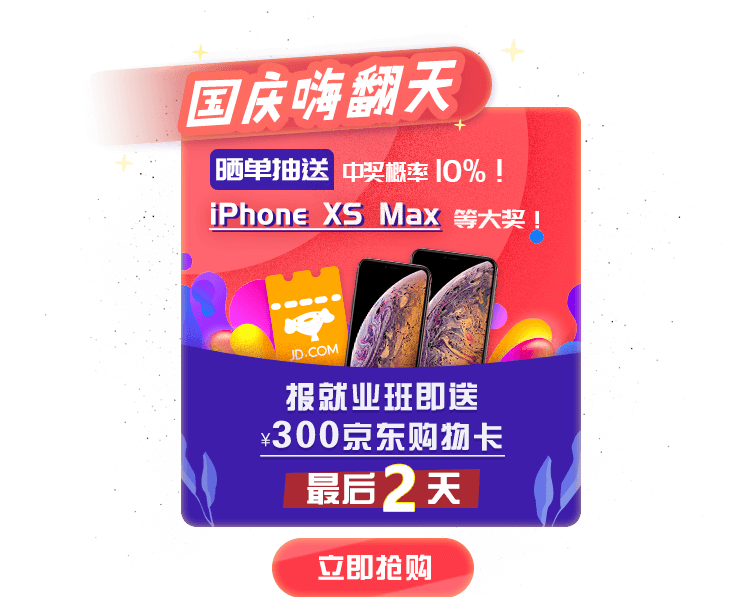 国庆嗨翻天
晒单抽送 中奖概率10%！
iPhone XS Max 等大奖！
JD.COM
报就业班即送
¥300京东购物卡
最后2天
立即抢购